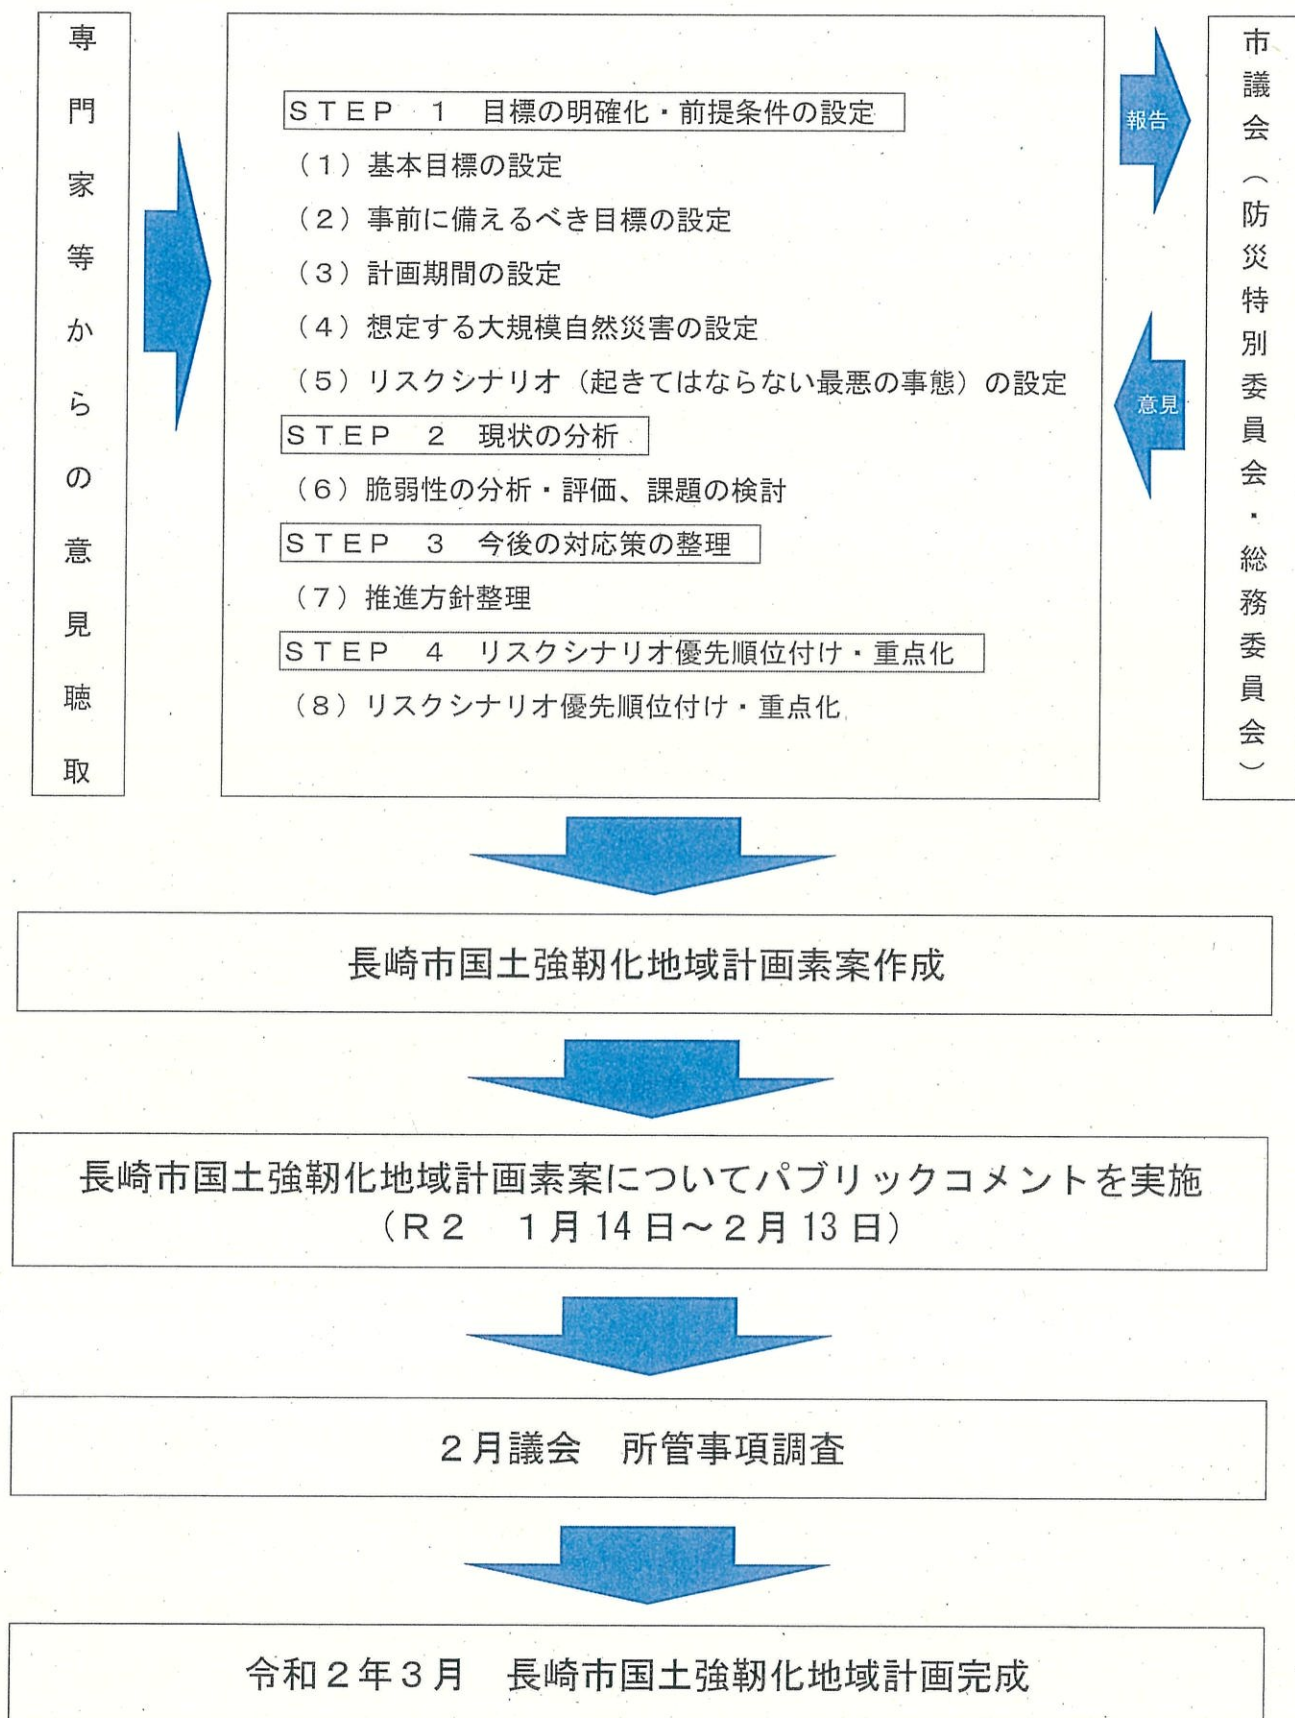 専門家等からの意見聴取
STEP 1 目標の明確化・前提条件の設定
(1)基本目標の設定
(2)事前に備えるべき目標の設定
(3)計画期間の設定
(4)想定する大規模自然災害の設定
(5)リスクシナリオ(起きてはならない最悪の事態)の設定
STEP 2 現状の分析
(6)脆弱性の分析・評価、課題の検討
STEP 3 今後の対応策の整理
(7)推進方針整理
STEP 4 リスクシナリオ優先順位付け・重点化
(8)リスクシナリオ優先順位付け・重点化
報告
意見
市議会(防災特別委員会・総務委員会)
長崎市国土強靭化地域計画素案作成
長崎市国土強靭化地域計画素案についてパブリックコメントを実施
(R2 1月14日~2月13日)
2月議会 所管事項調査
令和2年3月 長崎市国土強靭化地域計画完成